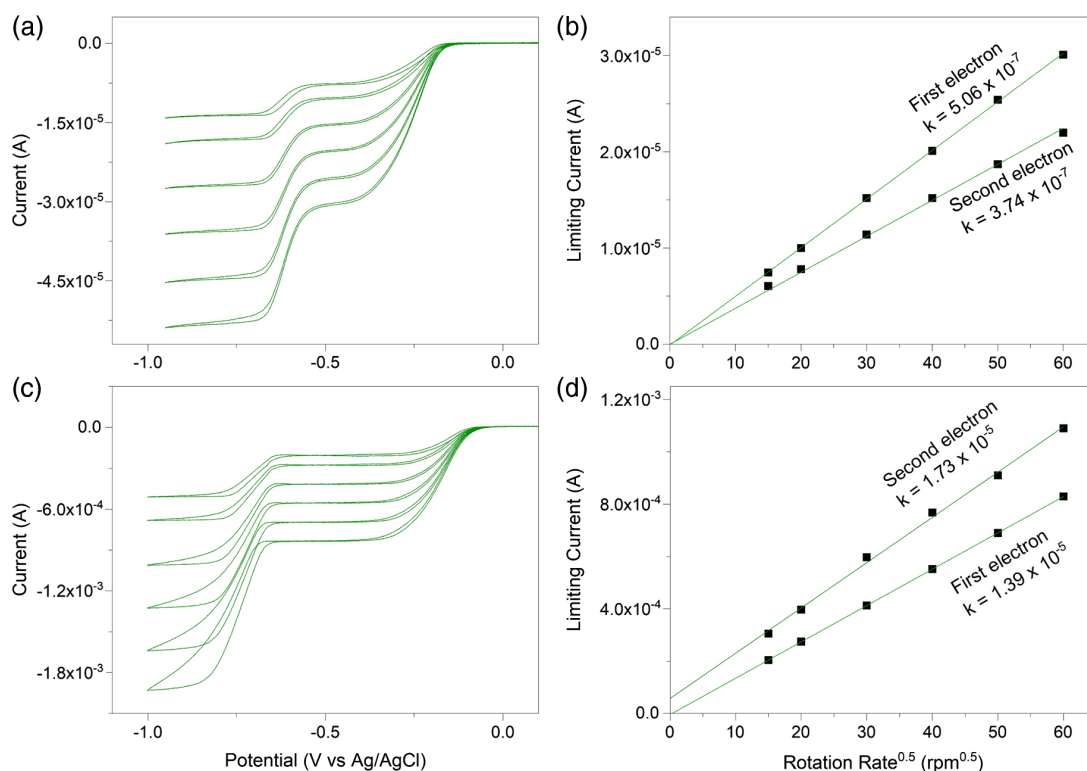 (a)
0.0
-1.5x10⁻⁵
-3.0x10⁻⁵
-4.5x10⁻⁵
Current (A)
-1.0
-0.5
0.0
(b)
3.0x10⁻⁵
2.0x10⁻⁵
1.0x10⁻⁵
0.0
Limiting Current (A)
First electron
k = 5.06 x 10⁻⁷
Second electron
k = 3.74 x 10⁻⁷
0 10 20 30 40 50 60
(c)
0.0
-6.0x10⁻⁴
-1.2x10⁻³
-1.8x10⁻³
Current (A)
-1.0
-0.5
0.0
Potential (V vs Ag/AgCl)
(d)
1.2x10⁻³
8.0x10⁻⁴
4.0x10⁻⁴
0.0
Limiting Current (A)
Second electron
k = 1.73 x 10⁻⁵
First electron
k = 1.39 x 10⁻⁵
0 10 20 30 40 50 60
Rotation Rate⁰·⁵ (rpm⁰·⁵)